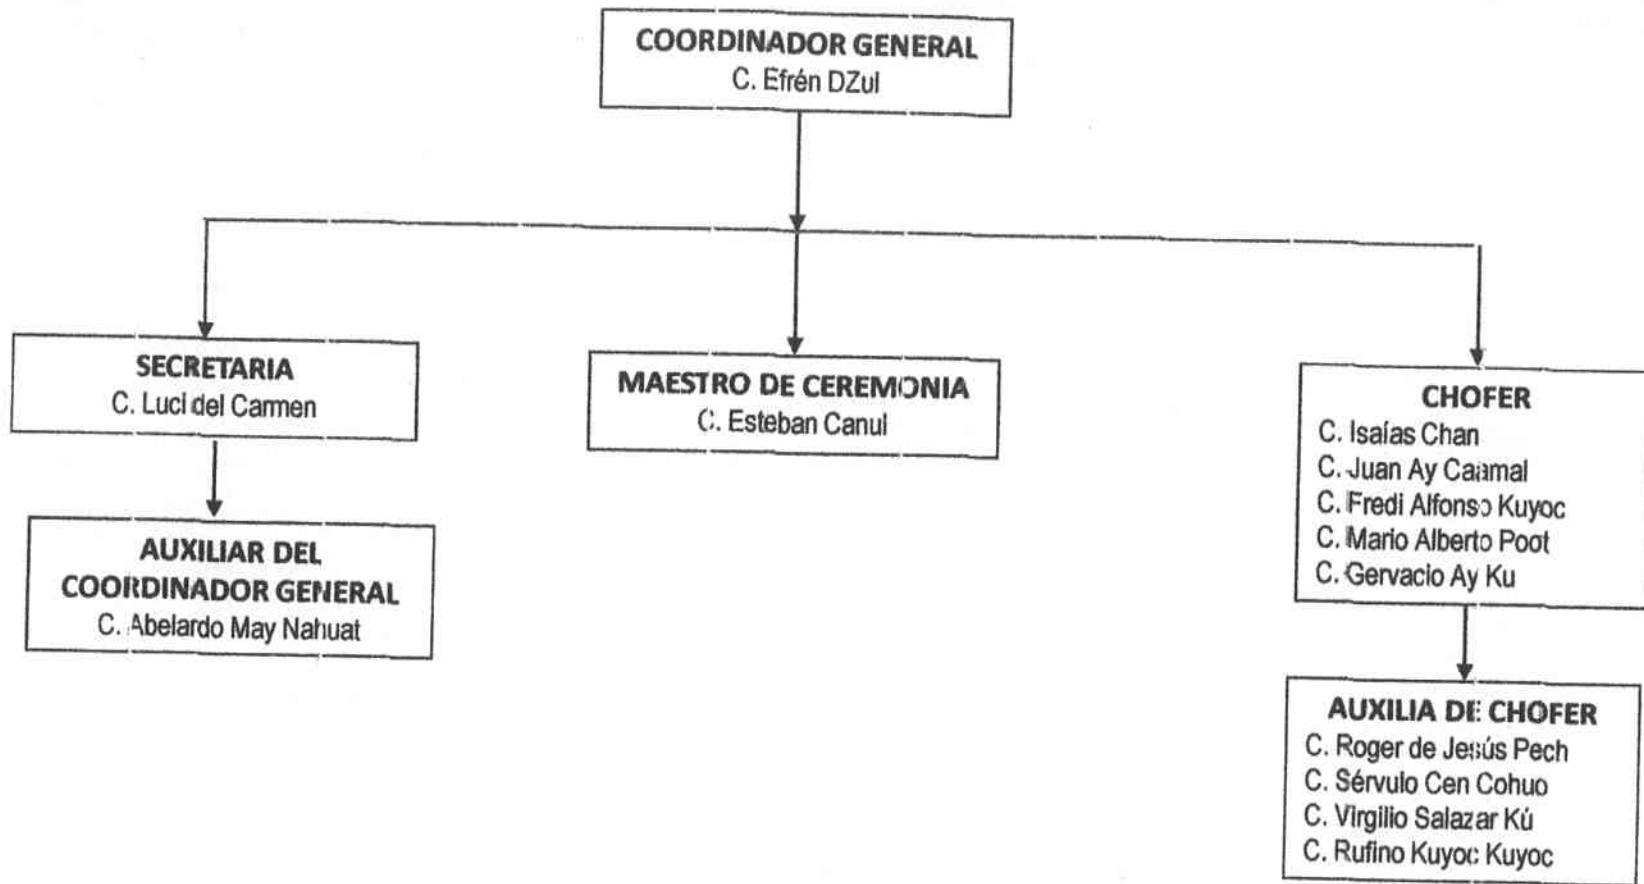 COORDINADOR GENERAL
C. Efrén DZul
SECRETARIA
C. Luci del Carmen
MAESTRO DE CEREMONIA
C. Esteban Canul
CHOFER
C. Isaías Chan
C. Juan Ay Caamal
C. Fredi Alfonso Kuyoc
C. Mario Alberto Poot
C. Gervacio Ay Ku
AUXILIAR DEL
COORDINADOR GENERAL
C. Abelardo May Nahuat
AUXILIA DE CHOFER
C. Roger de Jesús Pech
C. Sérvulo Cen Cohuo
C. Virgilio Salazar Kú
C. Rufino Kuyoc Kuyoc